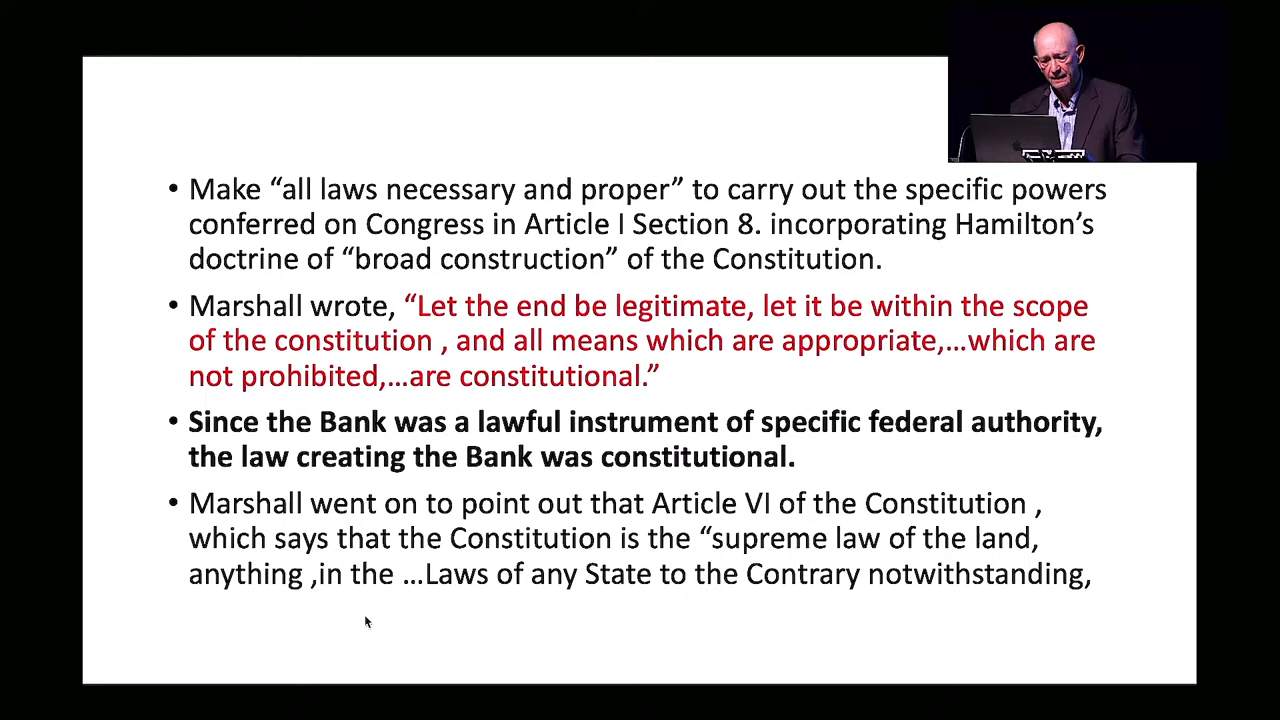 • Make “all laws necessary and proper” to carry out the specific powers
conferred on Congress in Article I Section 8. incorporating Hamilton’s
doctrine of “broad construction” of the Constitution.
• Marshall wrote, “Let the end be legitimate, let it be within the scope
of the constitution , and all means which are appropriate,…which are
not prohibited,…are constitutional.”
• Since the Bank was a lawful instrument of specific federal authority,
the law creating the Bank was constitutional.
• Marshall went on to point out that Article VI of the Constitution ,
which says that the Constitution is the “supreme law of the land,
anything ,in the …Laws of any State to the Contrary notwithstanding,